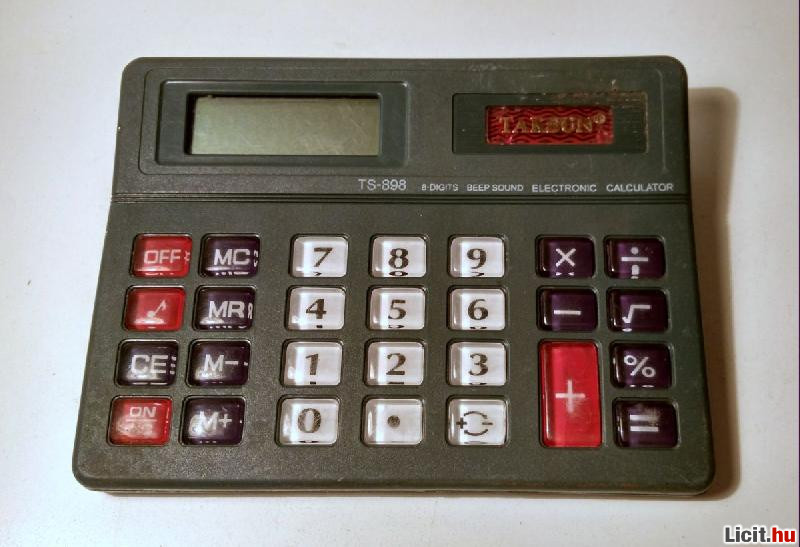 TAKSUN®
TS-898 8-DIGITS BEEP SOUND ELECTRONIC CALCULATOR
OFF MC 7 8 9 × ÷
♪ MR 4 5 6 − √
CE M− 1 2 3 + %
ON M+ 0 • =
Licit.hu